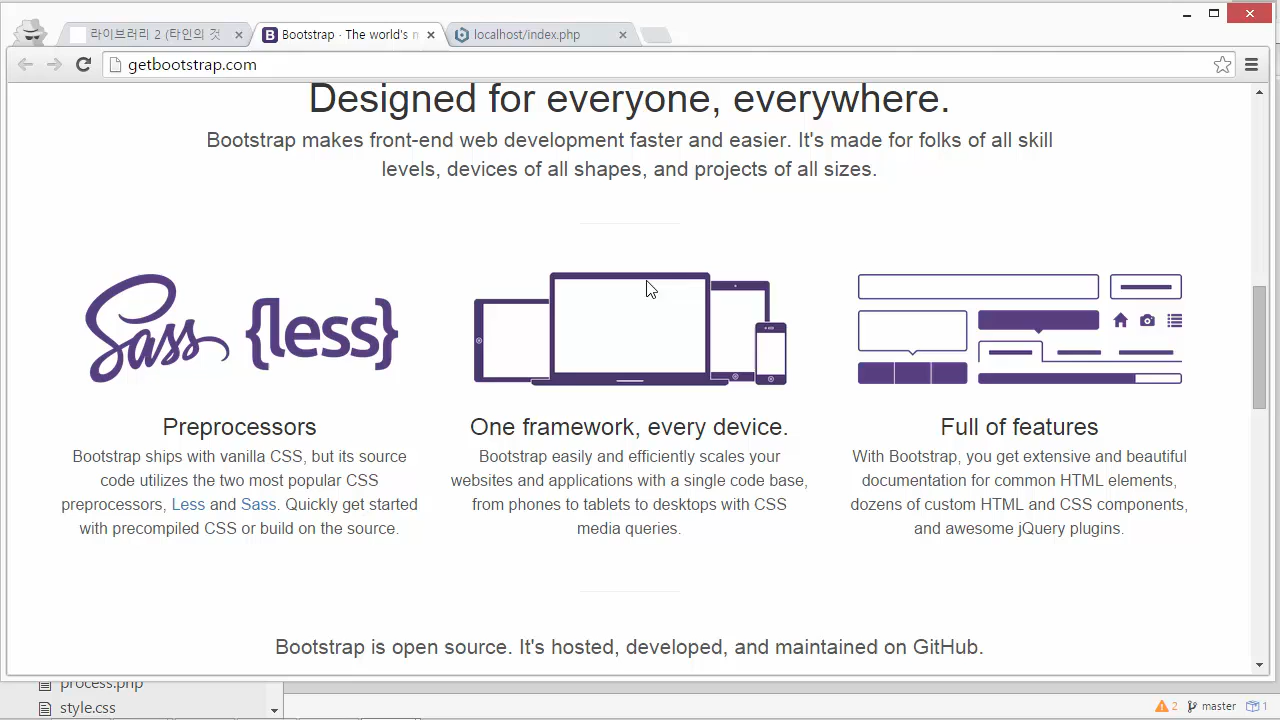 라이브러리 2 (타인의 것
Bootstrap · The world's n
localhost/index.php
getbootstrap.com
Designed for everyone, everywhere.
Bootstrap makes front-end web development faster and easier. It's made for folks of all skill
levels, devices of all shapes, and projects of all sizes.
Sass {less}
Preprocessors
Bootstrap ships with vanilla CSS, but its source
code utilizes the two most popular CSS
preprocessors, Less and Sass. Quickly get started
with precompiled CSS or build on the source.
One framework, every device.
Bootstrap easily and efficiently scales your
websites and applications with a single code base,
from phones to tablets to desktops with CSS
media queries.
Full of features
With Bootstrap, you get extensive and beautiful
documentation for common HTML elements,
dozens of custom HTML and CSS components,
and awesome jQuery plugins.
Bootstrap is open source. It's hosted, developed, and maintained on GitHub.
process.php
style.css
2 master 1